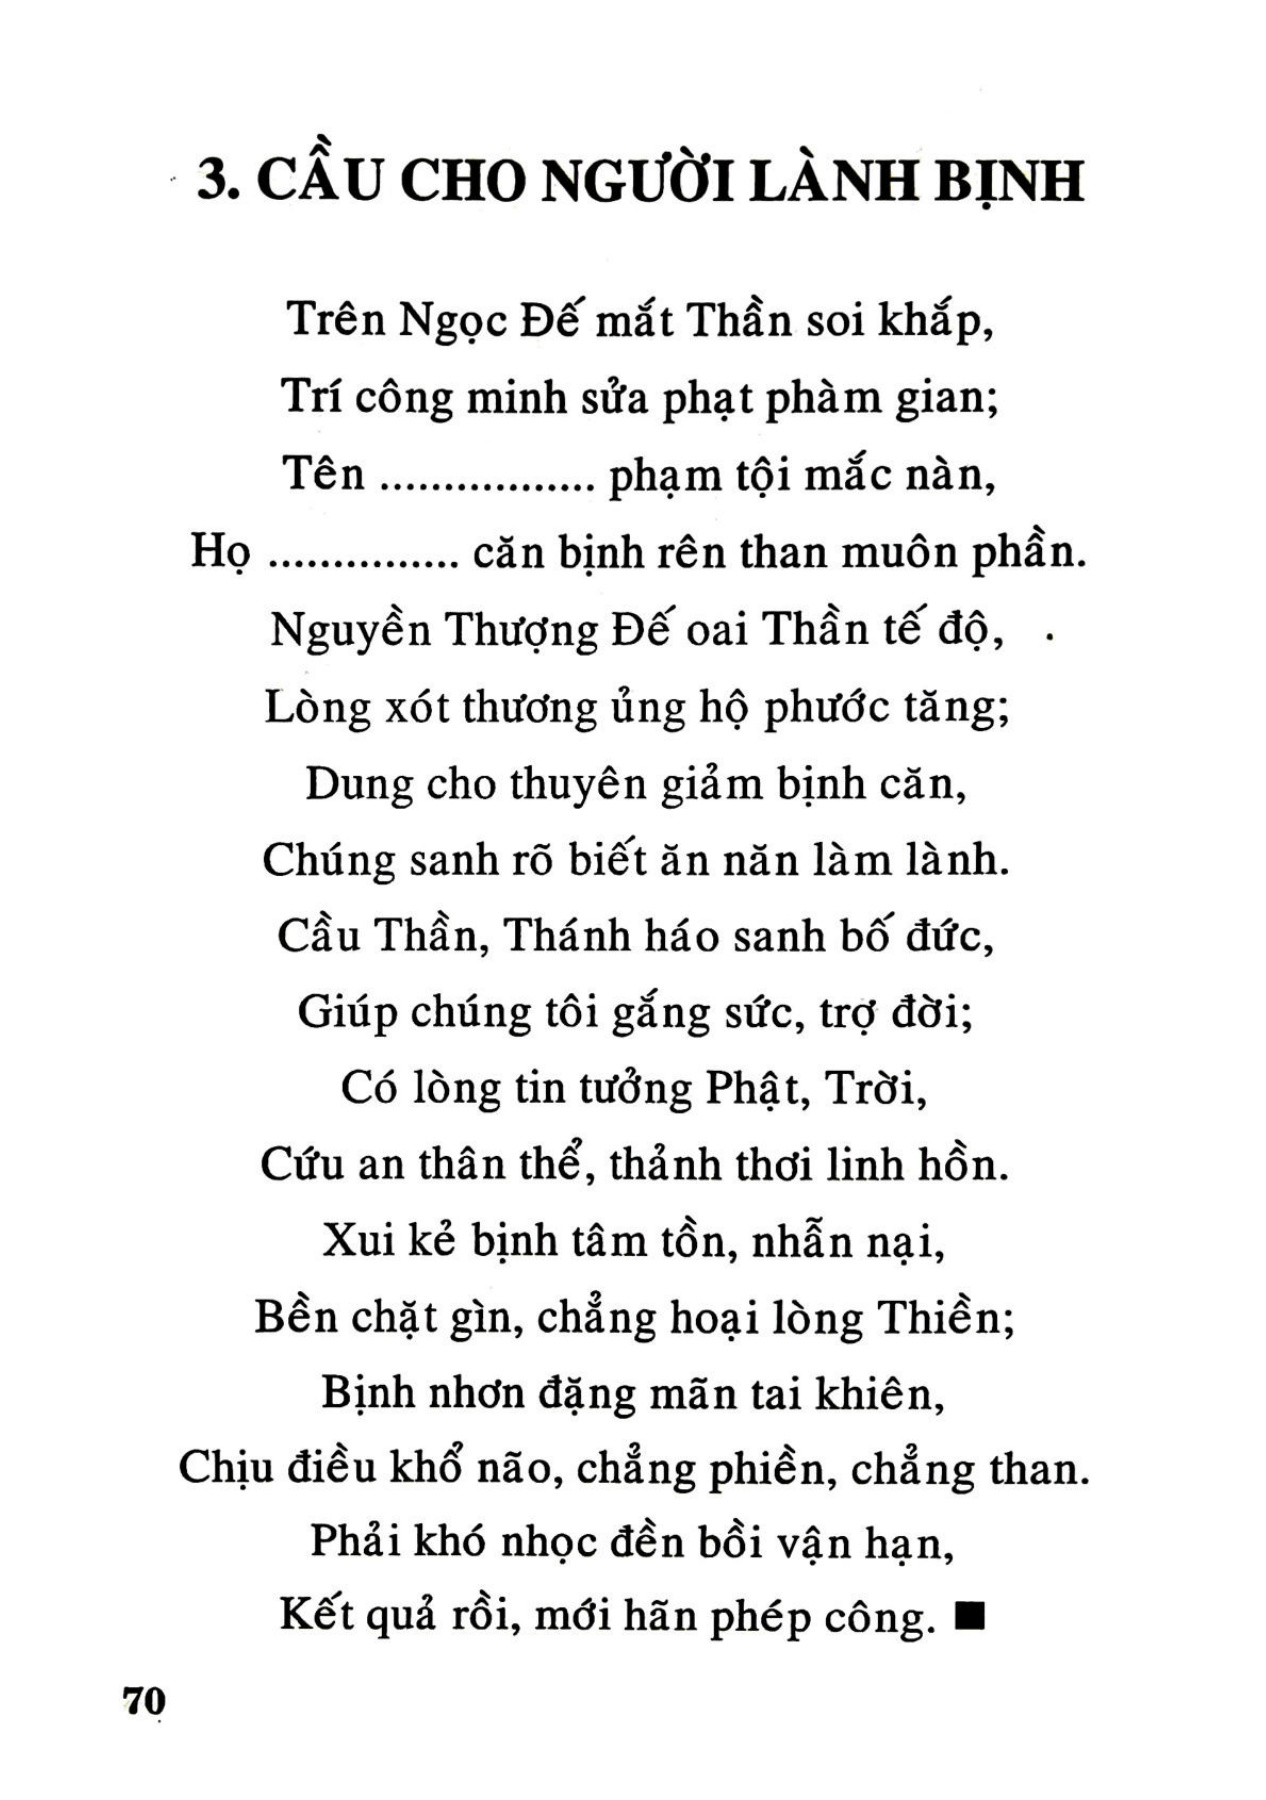 3. CẦU CHO NGƯỜI LÀNH BỊNH
Trên Ngọc Đế mắt Thần soi khắp,
Trí công minh sửa phạt phàm gian;
Tên ................. phạm tội mắc nàn,
Họ ............... căn bịnh rên than muôn phần.
Nguyền Thượng Đế oai Thần tế độ,
Lòng xót thương ủng hộ phước tăng;
Dung cho thuyên giảm bịnh căn,
Chúng sanh rõ biết ăn năn làm lành.
Cầu Thần, Thánh háo sanh bố đức,
Giúp chúng tôi gắng sức, trợ đời;
Có lòng tin tưởng Phật, Trời,
Cứu an thân thể, thảnh thơi linh hồn.
Xui kẻ bịnh tâm tồn, nhẫn nại,
Bền chặt gìn, chẳng hoại lòng Thiền;
Bịnh nhơn đặng mãn tai khiên,
Chịu điều khổ não, chẳng phiền, chẳng than.
Phải khó nhọc đền bồi vận hạn,
Kết quả rồi, mới hãn phép công. ■
70